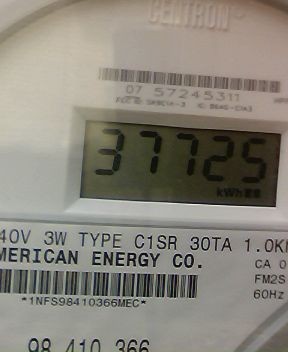 CENTRON
07 57245311
37725
kWh
40V 3W TYPE C1SR 30TA 1.0K
MERICAN ENERGY CO.
CA 0
FM2S
60Hz
*1NFS98410366MEC*
98 410 366